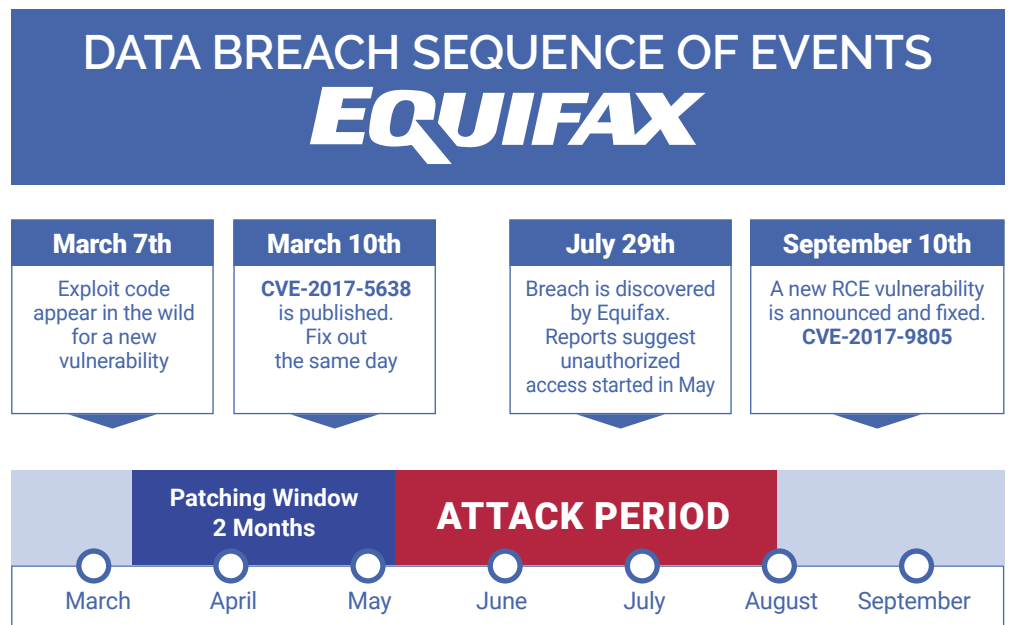 DATA BREACH SEQUENCE OF EVENTS
EQUIFAX
March 7th
Exploit code
appear in the wild
for a new
vulnerability
March 10th
CVE-2017-5638
is published.
Fix out
the same day
July 29th
Breach is discovered
by Equifax.
Reports suggest
unauthorized
access started in May
September 10th
A new RCE vulnerability
is announced and fixed.
CVE-2017-9805
Patching Window
2 Months
ATTACK PERIOD
March
April
May
June
July
August
September